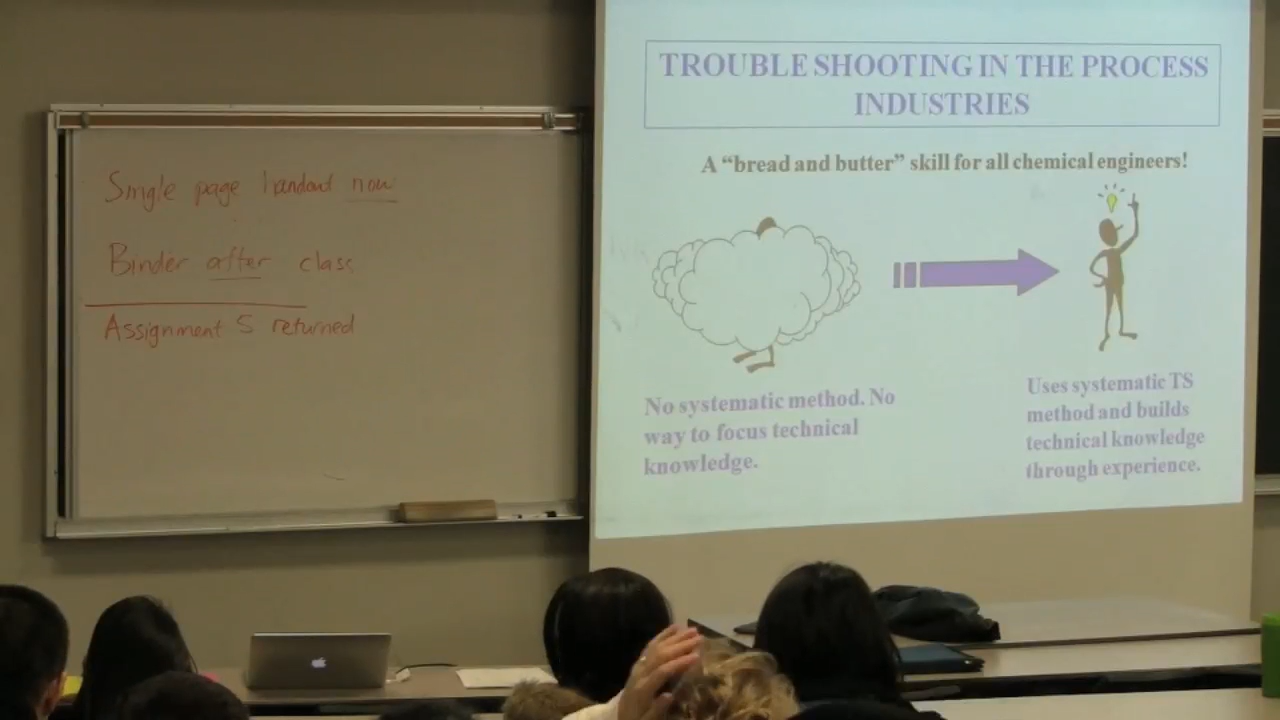 Single page handout now
Binder after class
Assignment 5 returned
TROUBLE SHOOTING IN THE PROCESS
INDUSTRIES
A “bread and butter” skill for all chemical engineers!
No systematic method. No
way to focus technical
knowledge.
Uses systematic TS
method and builds
technical knowledge
through experience.